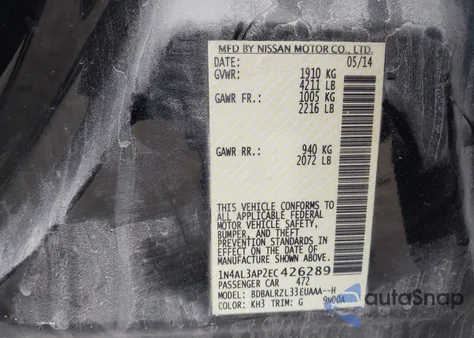 MFD BY NISSAN MOTOR CO., LTD.
DATE: 05/14
GVWR: 1910 KG
4211 LB
GAWR FR.: 1005 KG
2216 LB
GAWR RR.: 940 KG
2072 LB
THIS VEHICLE CONFORMS TO
ALL APPLICABLE FEDERAL
MOTOR VEHICLE SAFETY,
BUMPER, AND THEFT
PREVENTION STANDARDS IN
EFFECT ON THE DATE OF
MFR SHOWN ABOVE.
1N4AL3AP2EC426289
PASSENGER CAR 472
MODEL: BDBALRZL33EUAAA--H
COLOR: KH3 TRIM: G 9N00A
autoSnap